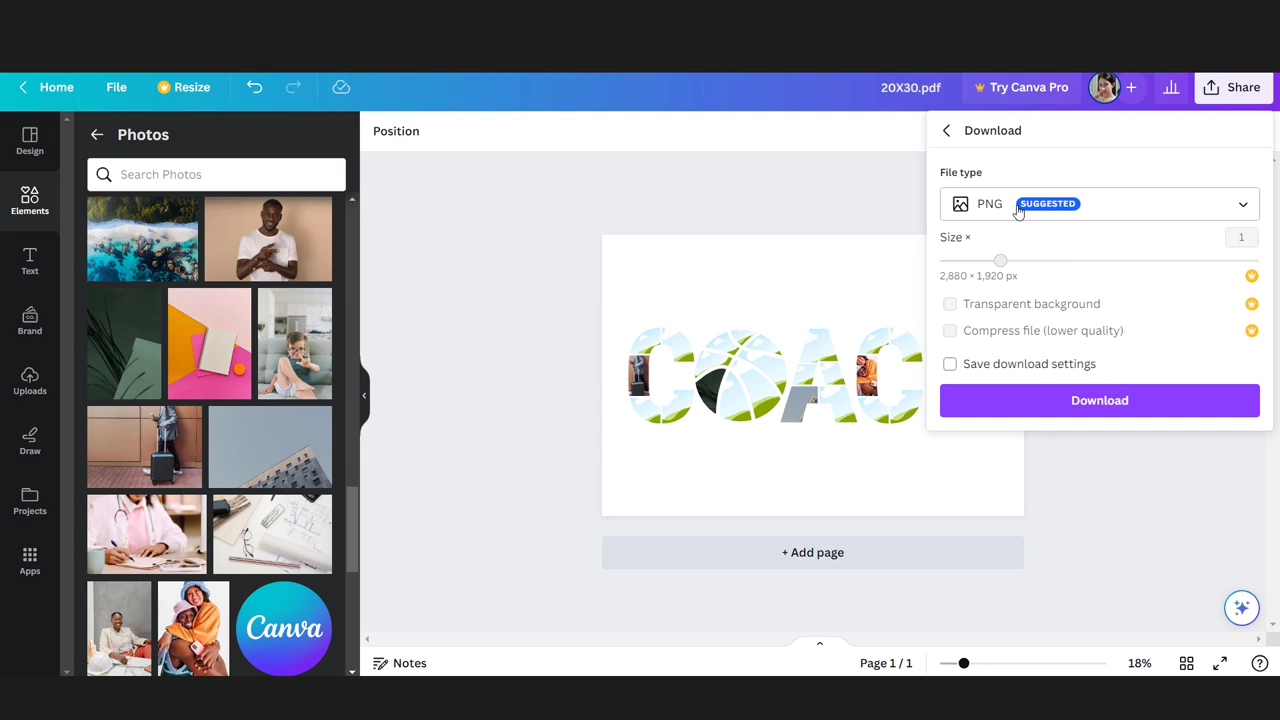 Home File Resize 20X30.pdf Try Canva Pro + Share
Design
Elements
Text
Brand
Uploads
Draw
Projects
Apps
Photos
Search Photos
Canva
Position
COAC
+ Add page
Notes
Page 1 / 1
18%
Download
File type
PNG SUGGESTED
Size × 1
2,880 × 1,920 px
Transparent background
Compress file (lower quality)
Save download settings
Download